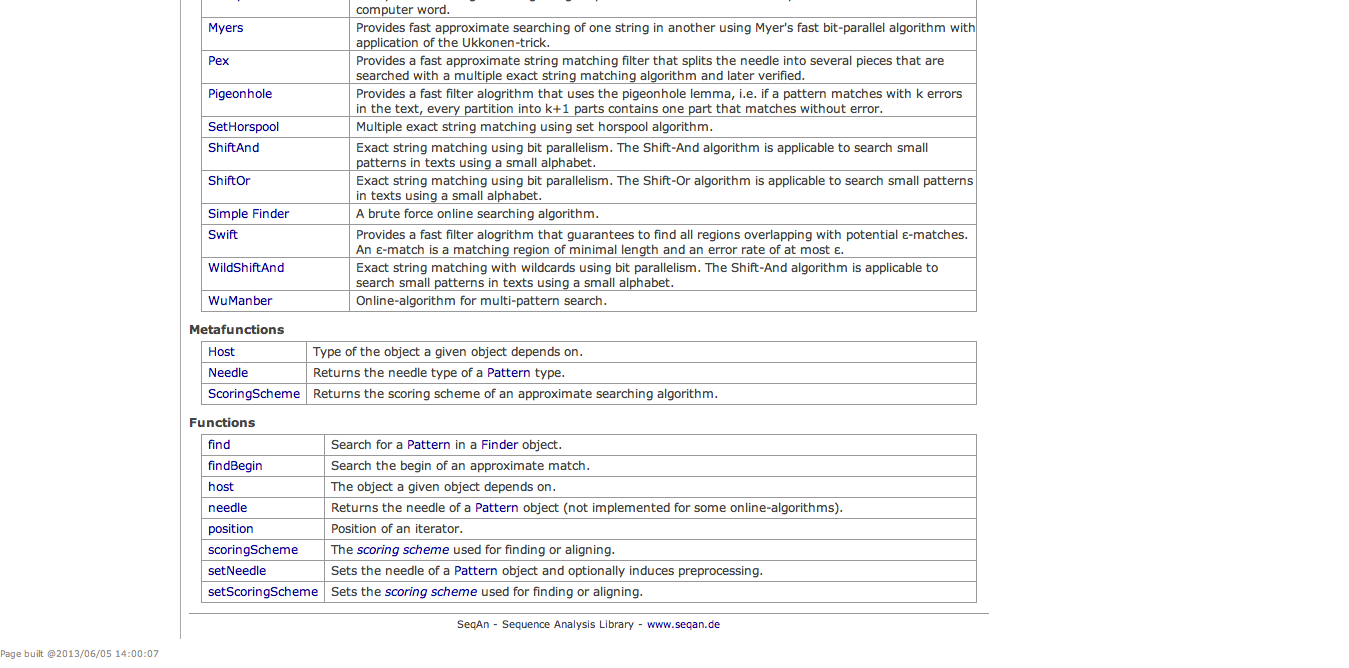 computer word.
Myers Provides fast approximate searching of one string in another using Myer's fast bit-parallel algorithm with
application of the Ukkonen-trick.
Pex Provides a fast approximate string matching filter that splits the needle into several pieces that are
searched with a multiple exact string matching algorithm and later verified.
Pigeonhole Provides a fast filter alogrithm that uses the pigeonhole lemma, i.e. if a pattern matches with k errors
in the text, every partition into k+1 parts contains one part that matches without error.
SetHorspool Multiple exact string matching using set horspool algorithm.
ShiftAnd Exact string matching using bit parallelism. The Shift-And algorithm is applicable to search small
patterns in texts using a small alphabet.
ShiftOr Exact string matching using bit parallelism. The Shift-Or algorithm is applicable to search small patterns
in texts using a small alphabet.
Simple Finder A brute force online searching algorithm.
Swift Provides a fast filter alogrithm that guarantees to find all regions overlapping with potential ε-matches.
An ε-match is a matching region of minimal length and an error rate of at most ε.
WildShiftAnd Exact string matching with wildcards using bit parallelism. The Shift-And algorithm is applicable to
search small patterns in texts using a small alphabet.
WuManber Online-algorithm for multi-pattern search.
Metafunctions
Host Type of the object a given object depends on.
Needle Returns the needle type of a Pattern type.
ScoringScheme Returns the scoring scheme of an approximate searching algorithm.
Functions
find Search for a Pattern in a Finder object.
findBegin Search the begin of an approximate match.
host The object a given object depends on.
needle Returns the needle of a Pattern object (not implemented for some online-algorithms).
position Position of an iterator.
scoringScheme The scoring scheme used for finding or aligning.
setNeedle Sets the needle of a Pattern object and optionally induces preprocessing.
setScoringScheme Sets the scoring scheme used for finding or aligning.
SeqAn - Sequence Analysis Library - www.seqan.de
Page built @2013/06/05 14:00:07